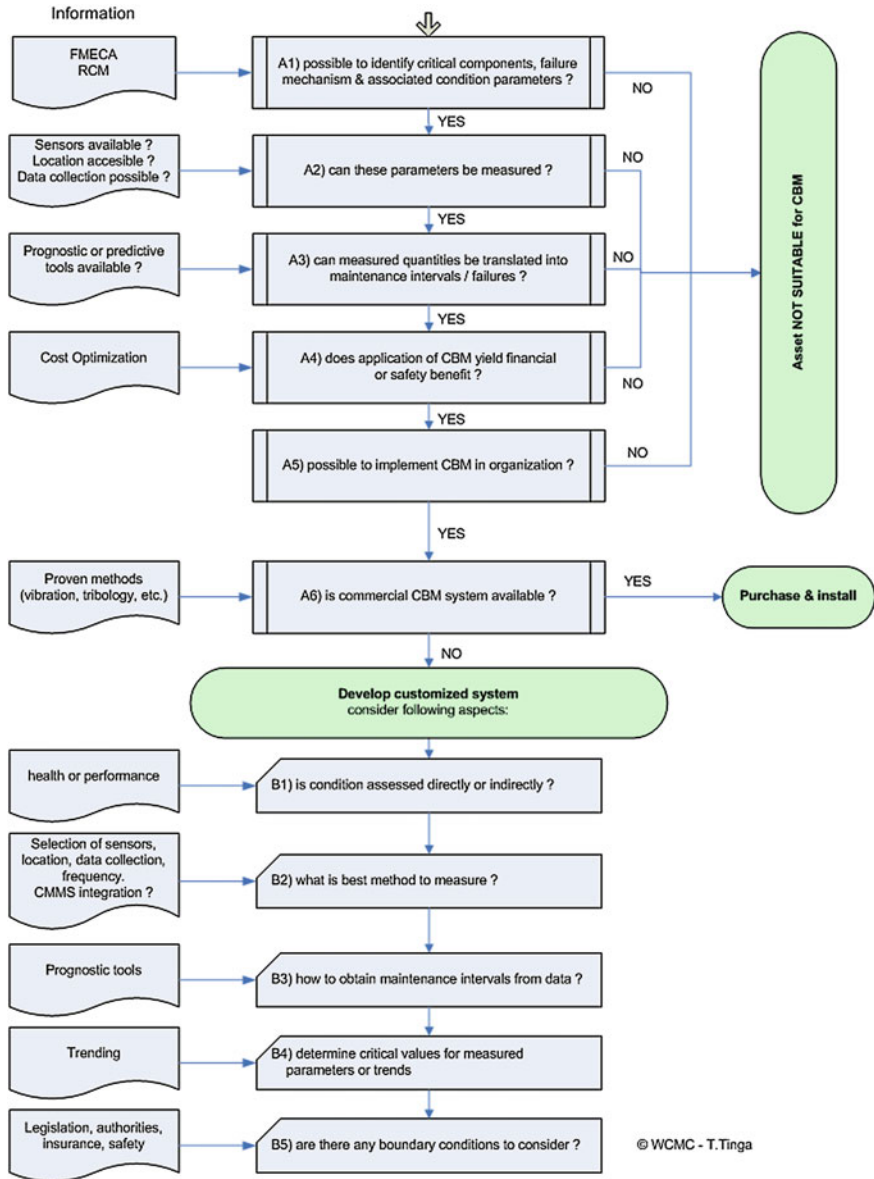 Information
FMECA
RCM
A1) possible to identify critical components, failure
mechanism & associated condition parameters ?
NO
YES
Sensors available ?
Location accesible ?
Data collection possible ?
A2) can these parameters be measured ?
NO
YES
Prognostic or predictive
tools available ?
A3) can measured quantities be translated into
maintenance intervals / failures ?
NO
YES
Cost Optimization
A4) does application of CBM yield financial
or safety benefit ?
NO
YES
A5) possible to implement CBM in organization ?
NO
Asset NOT SUITABLE for CBM
YES
Proven methods
(vibration, tribology, etc.)
A6) is commercial CBM system available ?
YES
Purchase & install
NO
Develop customized system
consider following aspects:
health or performance
B1) is condition assessed directly or indirectly ?
Selection of sensors,
location, data collection,
frequency.
CMMS integration ?
B2) what is best method to measure ?
Prognostic tools
B3) how to obtain maintenance intervals from data ?
Trending
B4) determine critical values for measured
parameters or trends
Legislation, authorities,
insurance, safety
B5) are there any boundary conditions to consider ?
© WCMC - T.Tinga